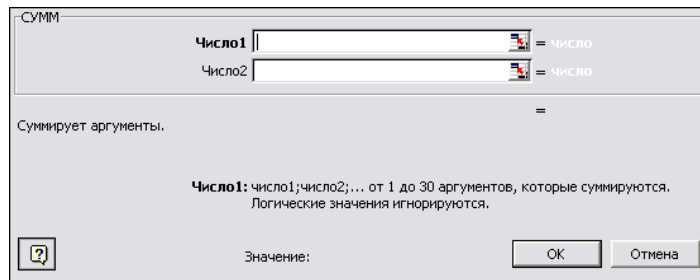 СУММ
Число1 = число
Число2 = число
=
Суммирует аргументы.
Число1: число1;число2;... от 1 до 30 аргументов, которые суммируются.
Логические значения игнорируются.
Значение:
OK
Отмена